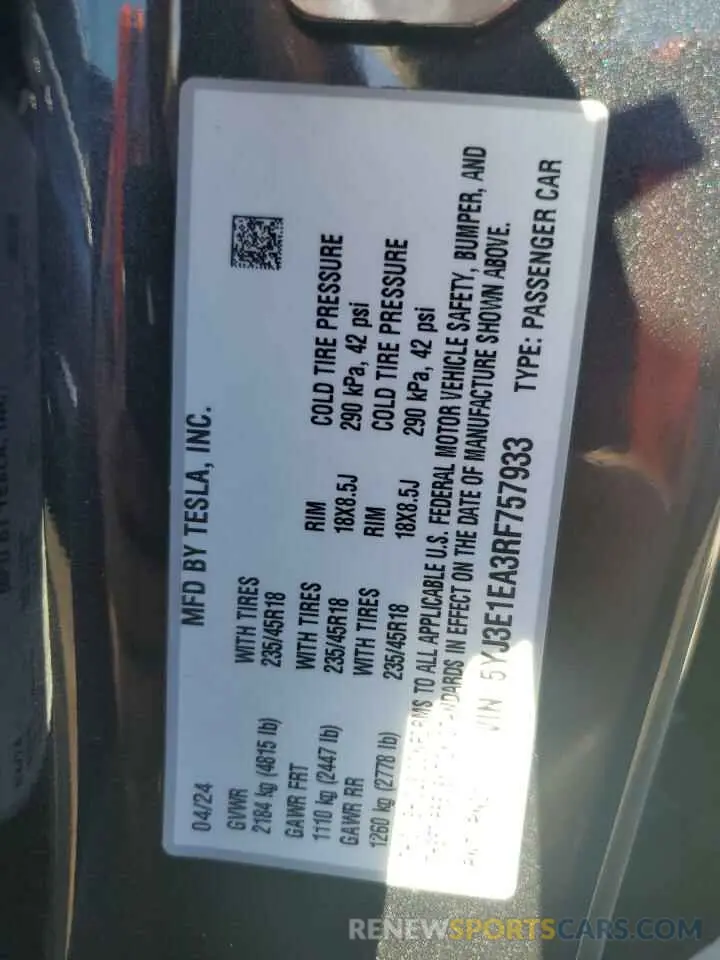 MFD BY TESLA, INC.
04/24
GVWR
2184 kg (4815 lb)
WITH TIRES
235/45R18
GAWR FRT
1110 kg (2447 lb)
WITH TIRES
235/45R18
RIM
18X8.5J
COLD TIRE PRESSURE
290 kPa, 42 psi
GAWR RR
1260 kg (2778 lb)
WITH TIRES
235/45R18
RIM
18X8.5J
COLD TIRE PRESSURE
290 kPa, 42 psi
TO ALL APPLICABLE U.S. FEDERAL MOTOR VEHICLE SAFETY, BUMPER, AND
IN EFFECT ON THE DATE OF MANUFACTURE SHOWN ABOVE.
VIN 5YJ3E1EA3RF757933
TYPE: PASSENGER CAR
RENEWSPORTSCARS.COM